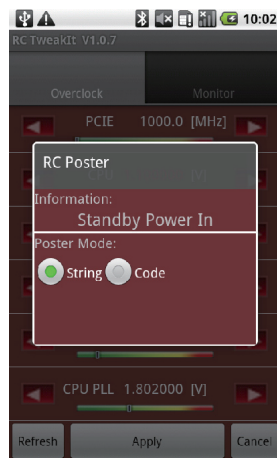 10:02
RC TweakIt V1.0.7
Overclock Monitor
PCIE 1000.0 [MHz]
RC Poster
Information:
Standby Power In
Poster Mode:
String Code
CPU PLL 1.802000 [V]
Refresh Apply Cancel